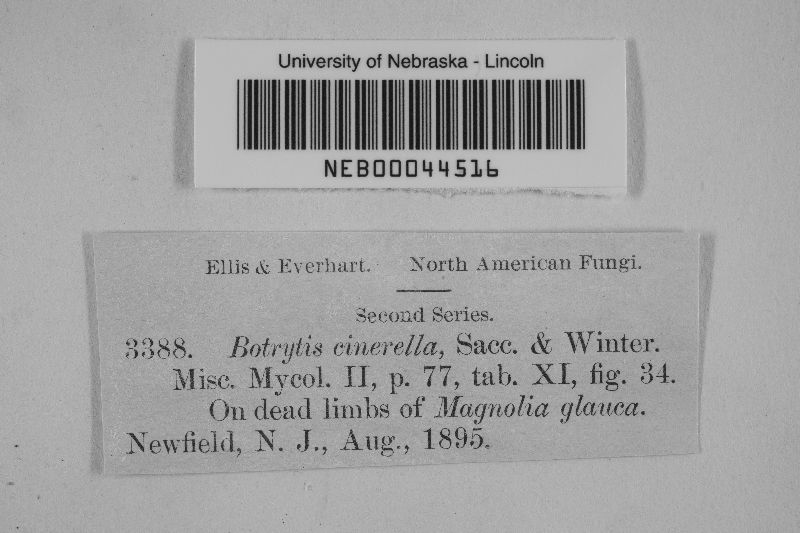 University of Nebraska - Lincoln
NEB00044516
Ellis & Everhart. North American Fungi.
Second Series.
3388. Botrytis cinerella, Sacc. & Winter.
Misc. Mycol. II, p. 77, tab. XI, fig. 34.
On dead limbs of Magnolia glauca.
Newfield, N. J., Aug., 1895.